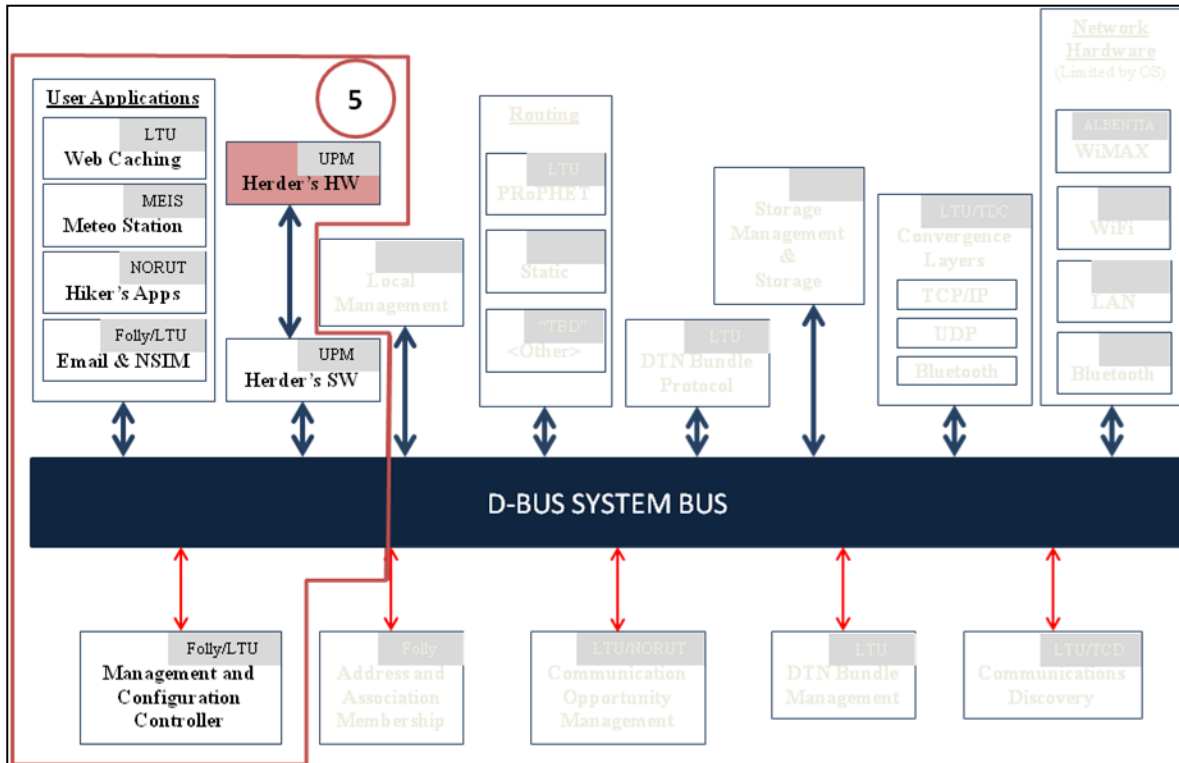 5
User Applications
LTU
Web Caching
MEIS
Meteo Station
NORUT
Hiker's Apps
Folly/LTU
Email & NSIM
UPM
Herder's HW
UPM
Herder's SW
Local
Management
Routing
LTU
PRoPHET
Static
"TBD"
<Other>
LTU
DTN Bundle
Protocol
Storage
Management
&
Storage
LTU/TDC
Convergence
Layers
TCP/IP
UDP
Bluetooth
Network
Hardware
(Limited by OS)
ALBENTIA
WiMAX
WiFi
LAN
Bluetooth
D-BUS SYSTEM BUS
Folly/LTU
Management and
Configuration
Controller
Folly
Address and
Association
Membership
LTU/NORUT
Communication
Opportunity
Management
LTU
DTN Bundle
Management
LTU/TCD
Communications
Discovery